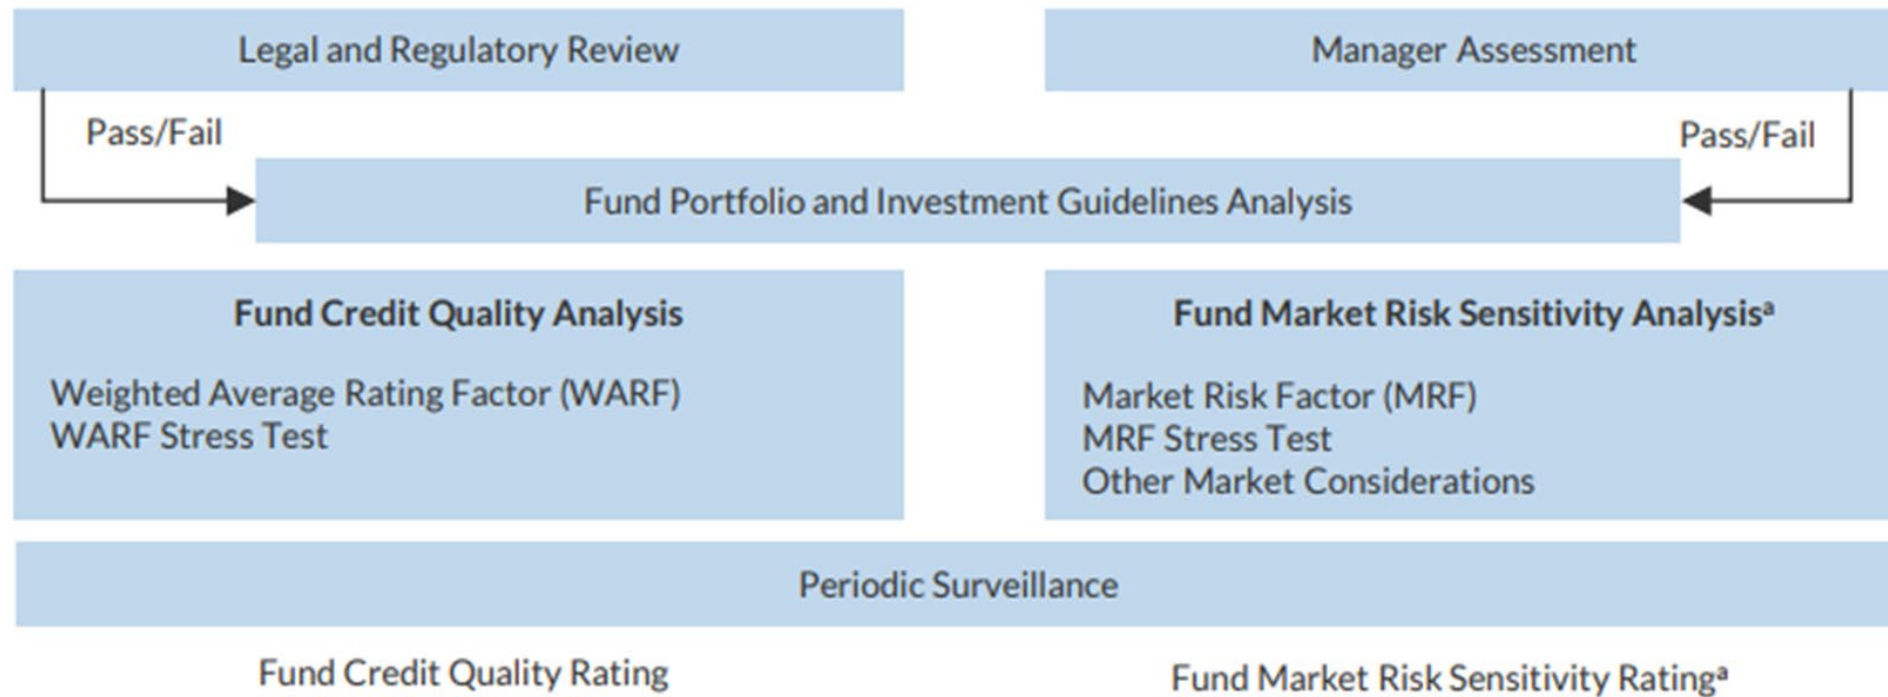 Legal and Regulatory Review
Manager Assessment
Pass/Fail
Pass/Fail
Fund Portfolio and Investment Guidelines Analysis
Fund Credit Quality Analysis
Weighted Average Rating Factor (WARF)
WARF Stress Test
Fund Market Risk Sensitivity Analysisᵃ
Market Risk Factor (MRF)
MRF Stress Test
Other Market Considerations
Periodic Surveillance
Fund Credit Quality Rating
Fund Market Risk Sensitivity Ratingᵃ